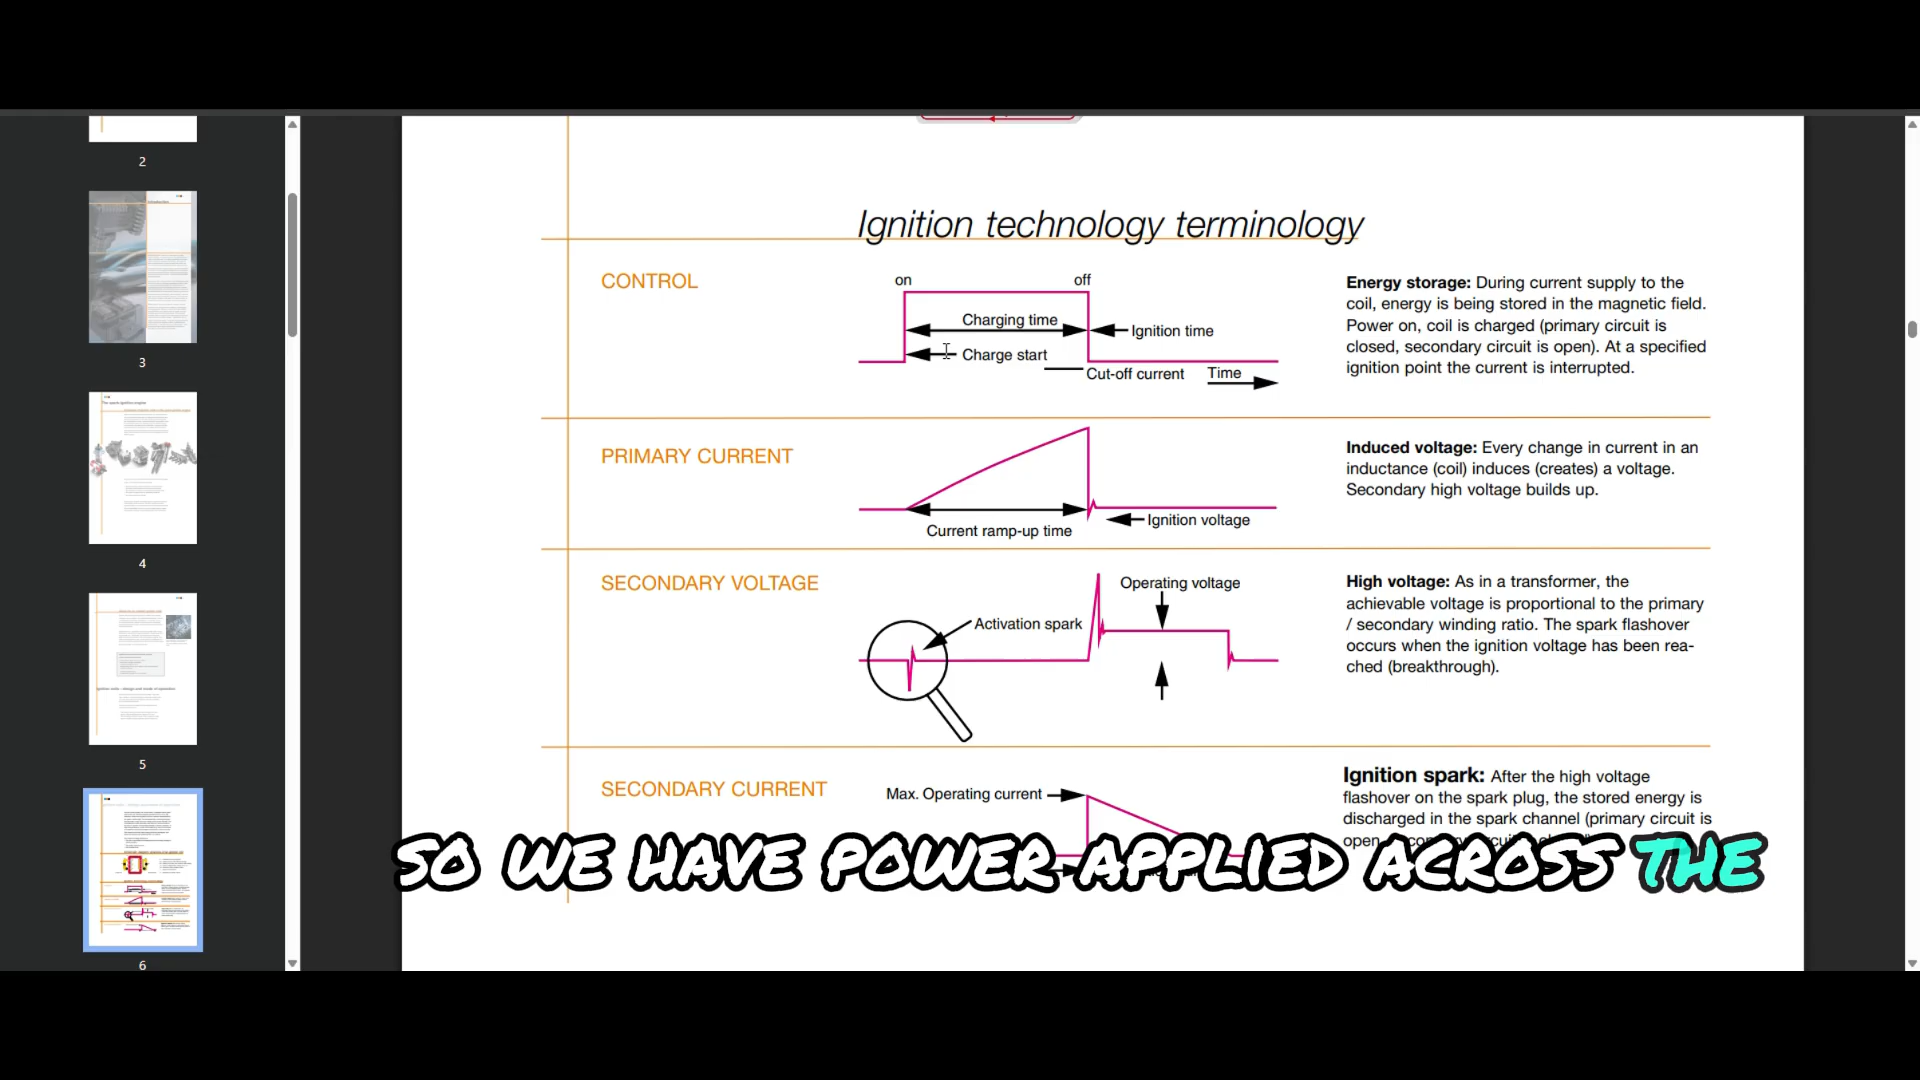 2
3
4
5
6
Ignition technology terminology
CONTROL
on
off
Charging time
Ignition time
Charge start
Cut-off current
Time
Energy storage: During current supply to the
coil, energy is being stored in the magnetic field.
Power on, coil is charged (primary circuit is
closed, secondary circuit is open). At a specified
ignition point the current is interrupted.
PRIMARY CURRENT
Current ramp-up time
Ignition voltage
Induced voltage: Every change in current in an
inductance (coil) induces (creates) a voltage.
Secondary high voltage builds up.
SECONDARY VOLTAGE
Activation spark
Operating voltage
High voltage: As in a transformer, the
achievable voltage is proportional to the primary
/ secondary winding ratio. The spark flashover
occurs when the ignition voltage has been rea-
ched (breakthrough).
SECONDARY CURRENT
Max. Operating current
Ignition spark: After the high voltage
flashover on the spark plug, the stored energy is
discharged in the spark channel (primary circuit is
open
SO WE HAVE POWER APPLIED ACROSS THE